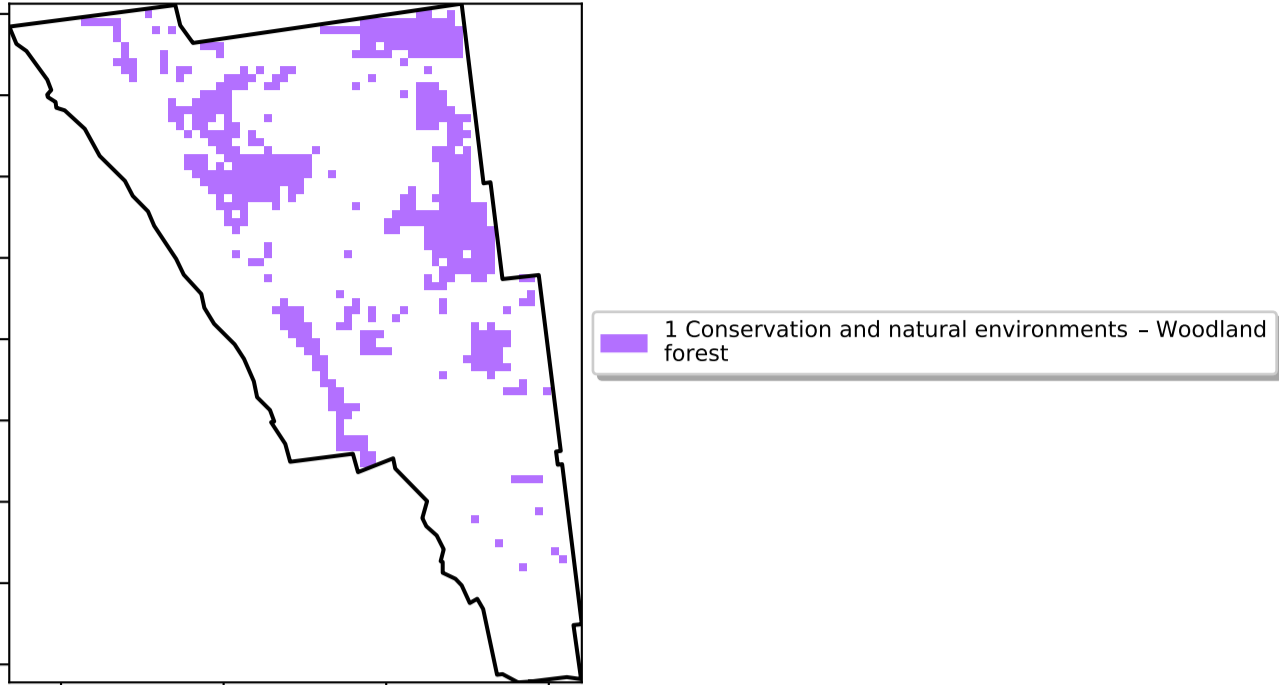 1 Conservation and natural environments – Woodland
forest